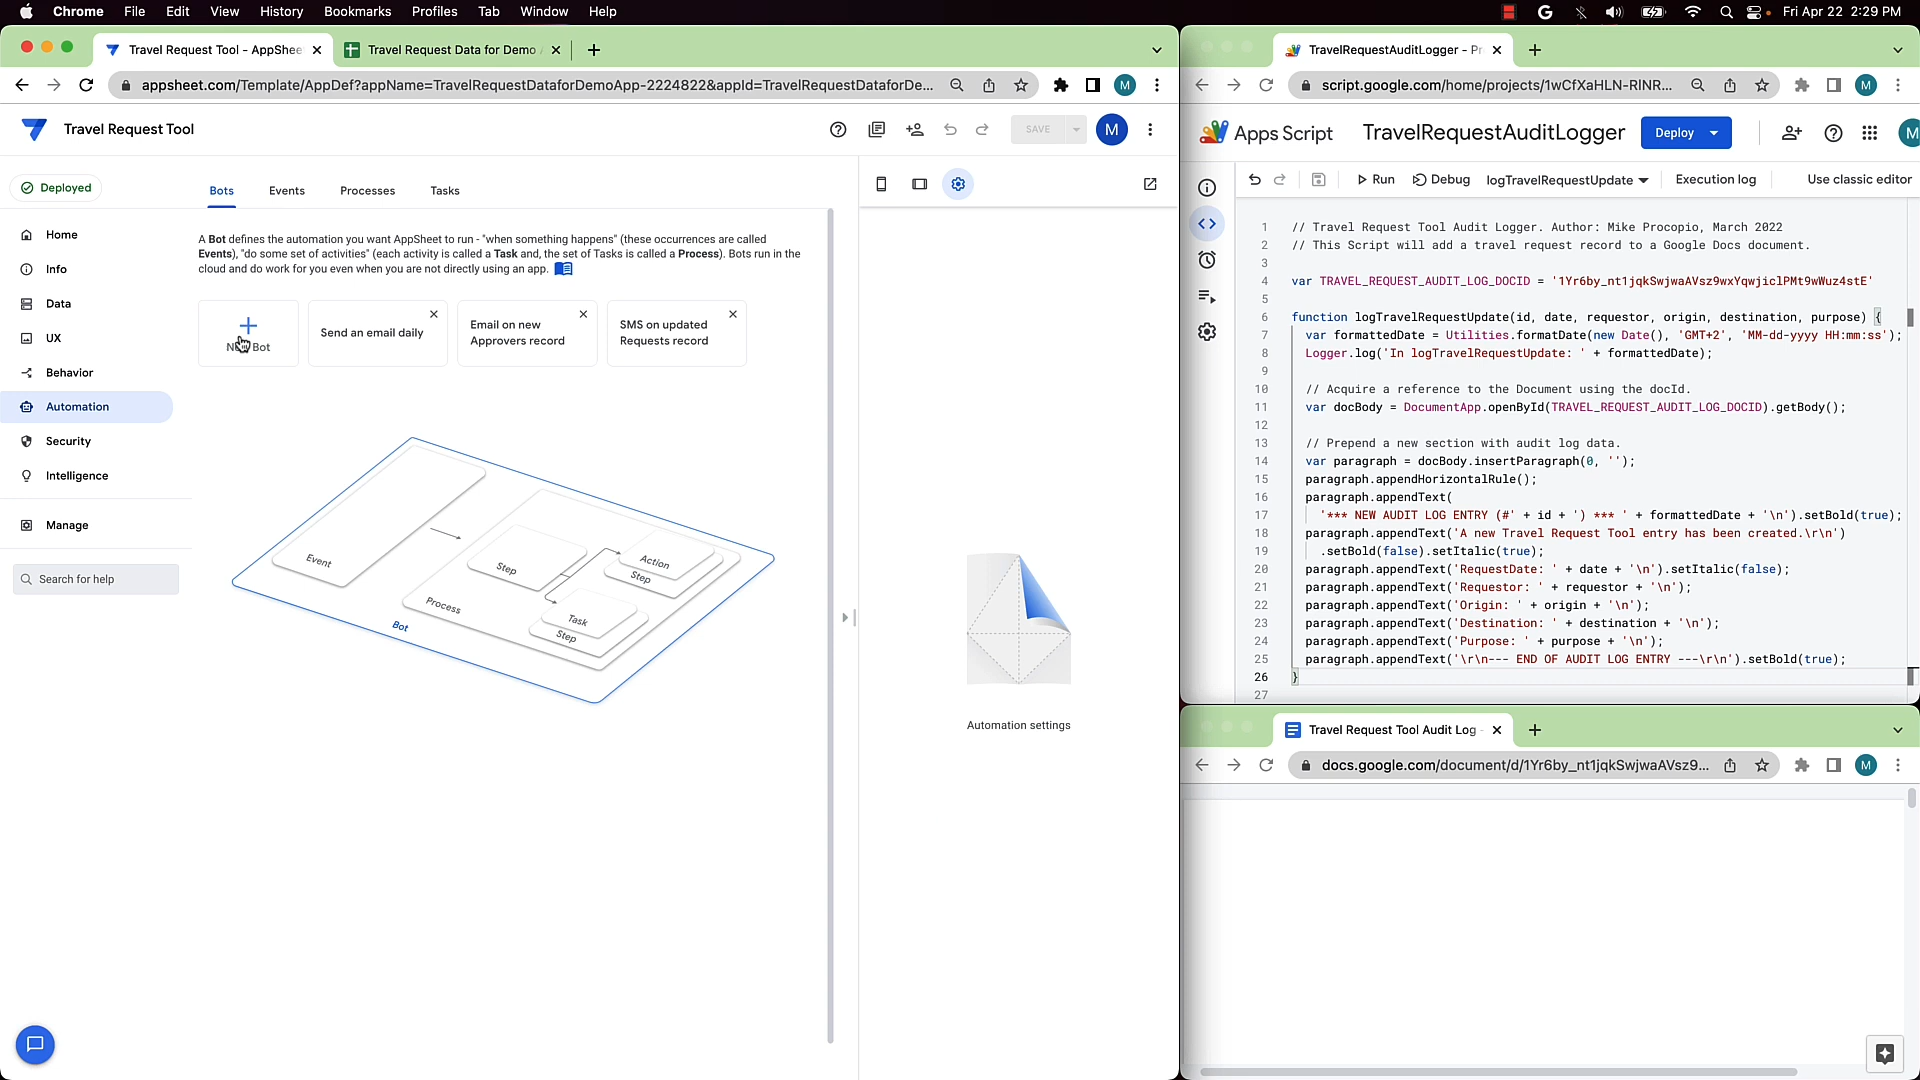 Chrome File Edit View History Bookmarks Profiles Tab Window Help
Fri Apr 22 2:29 PM
Travel Request Tool - AppShee
Travel Request Data for Demo
appsheet.com/Template/AppDef?appName=TravelRequestDataforDemoApp-2224822&appId=TravelRequestDataforDe...
M
Travel Request Tool
SAVE
M
Deployed
Home
Info
Data
UX
Behavior
Automation
Security
Intelligence
Manage
Search for help
Bots Events Processes Tasks
A Bot defines the automation you want AppSheet to run - "when something happens" (these occurrences are called
Events), "do some set of activities" (each activity is called a Task and, the set of Tasks is called a Process). Bots run in the
cloud and do work for you even when you are not directly using an app.
New Bot
Send an email daily
Email on new
Approvers record
SMS on updated
Requests record
Event
Step
Action
Step
Process
Task
Step
Bot
Automation settings
TravelRequestAuditLogger - Pr
script.google.com/home/projects/1wCfXaHLN-RlNR...
M
Apps Script TravelRequestAuditLogger
Deploy
M
Run Debug logTravelRequestUpdate Execution log Use classic editor
1 // Travel Request Tool Audit Logger. Author: Mike Procopio, March 2022
2 // This Script will add a travel request record to a Google Docs document.
3
4 var TRAVEL_REQUEST_AUDIT_LOG_DOCID = '1Yr6by_nt1jqkSwjwaAVsz9wxYqwjiclPMt9wWuz4stE'
5
6 function logTravelRequestUpdate(id, date, requestor, origin, destination, purpose) {
7 var formattedDate = Utilities.formatDate(new Date(), 'GMT+2', 'MM-dd-yyyy HH:mm:ss');
8 Logger.log('In logTravelRequestUpdate: ' + formattedDate);
9
10 // Acquire a reference to the Document using the docId.
11 var docBody = DocumentApp.openById(TRAVEL_REQUEST_AUDIT_LOG_DOCID).getBody();
12
13 // Prepend a new section with audit log data.
14 var paragraph = docBody.insertParagraph(0, '');
15 paragraph.appendHorizontalRule();
16 paragraph.appendText(
17 '*** NEW AUDIT LOG ENTRY (#' + id + ') *** ' + formattedDate + '\n').setBold(true);
18 paragraph.appendText('A new Travel Request Tool entry has been created.\r\n')
19 .setBold(false).setItalic(true);
20 paragraph.appendText('RequestDate: ' + date + '\n').setItalic(false);
21 paragraph.appendText('Requestor: ' + requestor + '\n');
22 paragraph.appendText('Origin: ' + origin + '\n');
23 paragraph.appendText('Destination: ' + destination + '\n');
24 paragraph.appendText('Purpose: ' + purpose + '\n');
25 paragraph.appendText('\r\n--- END OF AUDIT LOG ENTRY ---\r\n').setBold(true);
26 }
27
Travel Request Tool Audit Log -
docs.google.com/document/d/1Yr6by_nt1jqkSwjwaAVsz9...
M